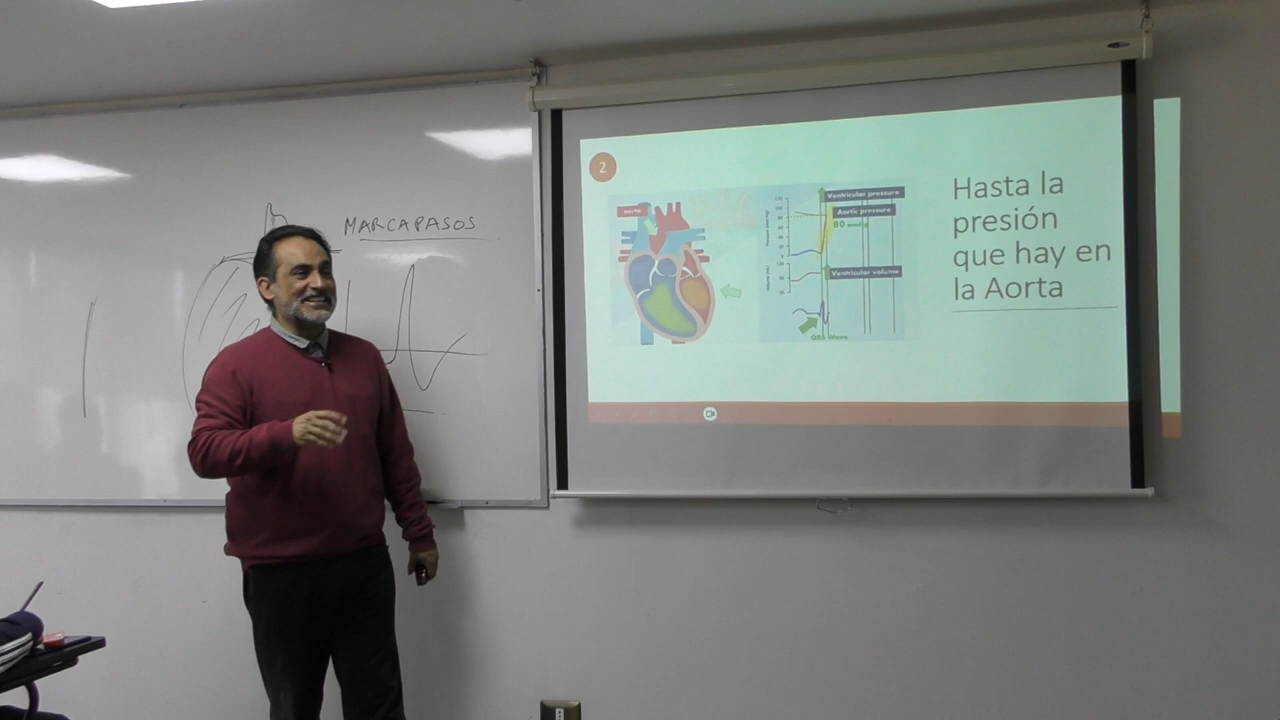 MARCAPASOS
2
aorta
Ventricular pressure
Aortic pressure
80 mmHg
Ventricular volume
QRS Wave
Hasta la
presión
que hay en
la Aorta